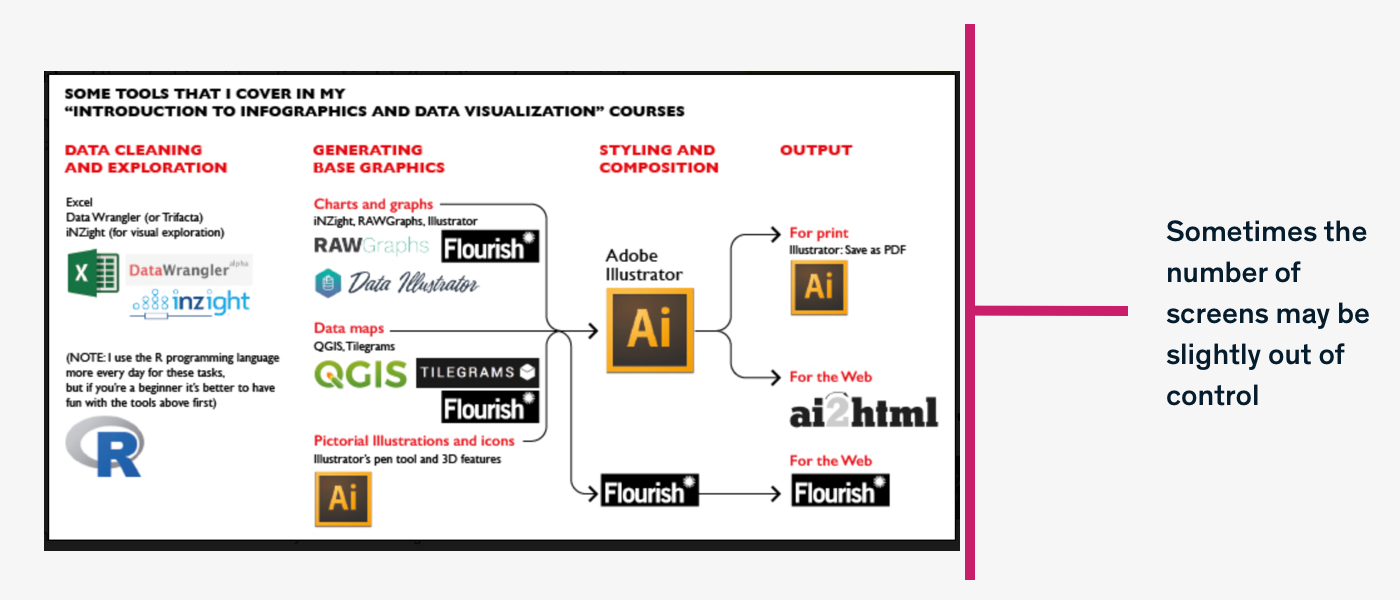 SOME TOOLS THAT I COVER IN MY
“INTRODUCTION TO INFOGRAPHICS AND DATA VISUALIZATION” COURSES
DATA CLEANING
AND EXPLORATION
Excel
Data Wrangler (or Trifacta)
iNZight (for visual exploration)
X
DataWrangler alpha
inzight
(NOTE: I use the R programming language
more every day for these tasks,
but if you’re a beginner it’s better to have
fun with the tools above first)
R
GENERATING
BASE GRAPHICS
Charts and graphs
iNZight, RAWGraphs, Illustrator
RAWGraphs
Flourish
Data Illustrator
Data maps
QGIS, Tilegrams
QGIS
TILEGRAMS
Flourish
Pictorial Illustrations and icons
Illustrator’s pen tool and 3D features
Ai
STYLING AND
COMPOSITION
Adobe
Illustrator
Ai
Flourish
OUTPUT
For print
Illustrator: Save as PDF
Ai
For the Web
ai2html
For the Web
Flourish
Sometimes the
number of
screens may be
slightly out of
control